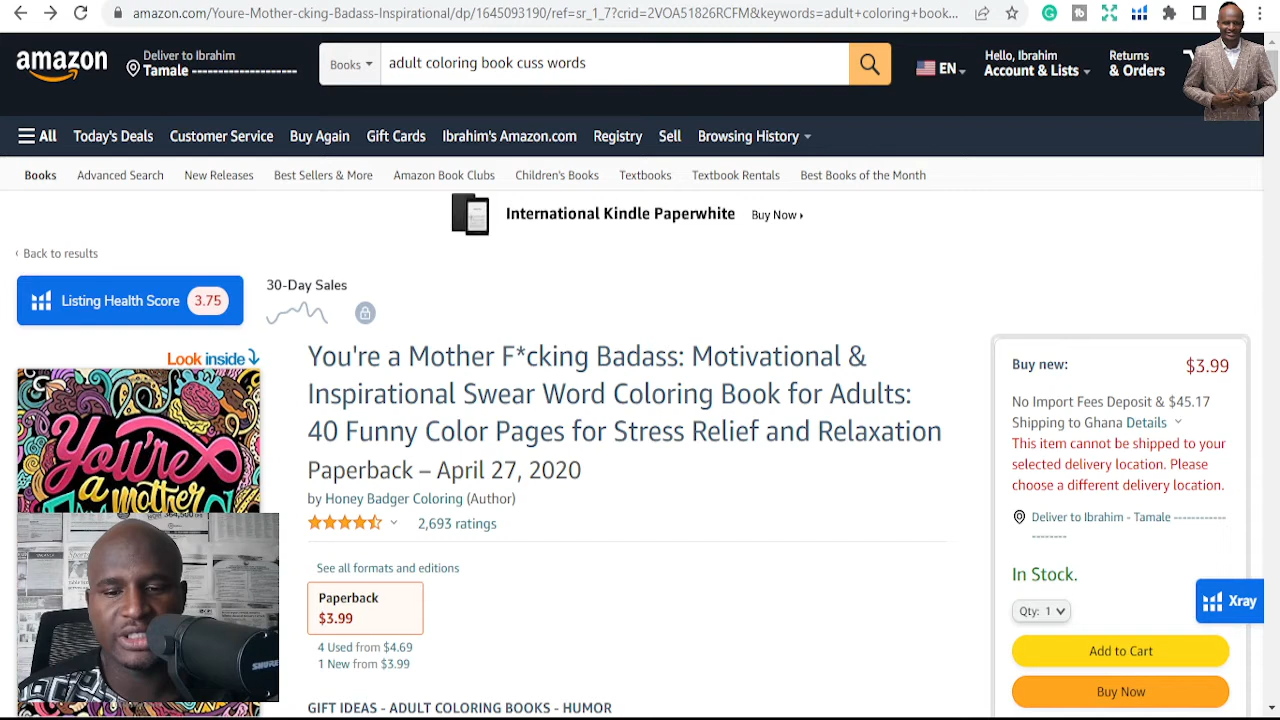 amazon.com/Youre-Mother-cking-Badass-Inspirational/dp/1645093190/ref=sr_1_7?crid=2VOA51826RCFM&keywords=adult+coloring+book...
amazon
Deliver to Ibrahim
Tamale ------------------
Books
adult coloring book cuss words
EN
Hello, Ibrahim
Account & Lists
Returns
& Orders
All
Today's Deals
Customer Service
Buy Again
Gift Cards
Ibrahim's Amazon.com
Registry
Sell
Browsing History
Books
Advanced Search
New Releases
Best Sellers & More
Amazon Book Clubs
Children's Books
Textbooks
Textbook Rentals
Best Books of the Month
International Kindle Paperwhite
Buy Now
‹ Back to results
Listing Health Score 3.75
30-Day Sales
Look inside
You're
a mother
You're a Mother F*cking Badass: Motivational &
Inspirational Swear Word Coloring Book for Adults:
40 Funny Color Pages for Stress Relief and Relaxation
Paperback – April 27, 2020
by Honey Badger Coloring (Author)
2,693 ratings
See all formats and editions
Paperback
$3.99
4 Used from $4.69
1 New from $3.99
GIFT IDEAS - ADULT COLORING BOOKS - HUMOR
Buy new:
$3.99
No Import Fees Deposit & $45.17
Shipping to Ghana Details
This item cannot be shipped to your
selected delivery location. Please
choose a different delivery location.
Deliver to Ibrahim - Tamale ------------
--------
In Stock.
Qty: 1
Xray
Add to Cart
Buy Now
SHURE